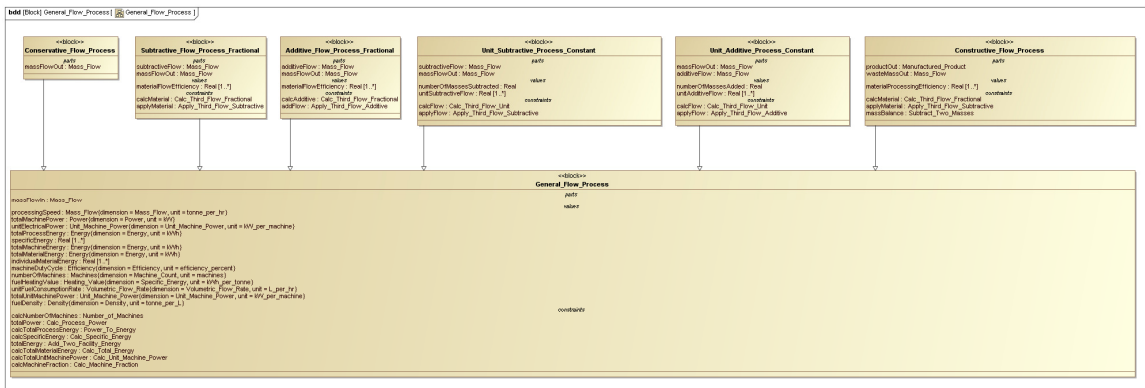 bdd [Block] General_Flow_Process [ General_Flow_Process ]
<<block>>
Conservative_Flow_Process
parts
massFlowOut : Mass_Flow
<<block>>
Subtractive_Flow_Process_Fractional
parts
subtractiveFlow : Mass_Flow
massFlowOut : Mass_Flow
values
materialFlowEfficiency : Real [1..*]
constraints
calcMaterial : Calc_Third_Flow_Fractional
applyMaterial : Apply_Third_Flow_Subtractive
<<block>>
Additive_Flow_Process_Fractional
parts
additiveFlow : Mass_Flow
massFlowOut : Mass_Flow
values
materialFlowEfficiency : Real [1..*]
constraints
calcAdditive : Calc_Third_Flow_Fractional
addFlow : Apply_Third_Flow_Additive
<<block>>
Unit_Subtractive_Process_Constant
parts
subtractiveFlow : Mass_Flow
massFlowOut : Mass_Flow
values
numberOfMassesSubtracted : Real
unitSubtractiveFlow : Real [1..*]
constraints
calcFlow : Calc_Third_Flow_Unit
applyFlow : Apply_Third_Flow_Subtractive
<<block>>
Unit_Additive_Process_Constant
parts
massFlowOut : Mass_Flow
additiveFlow : Mass_Flow
values
numberOfMassesAdded : Real
unitAdditiveFlow : Real [1..*]
constraints
calcFlow : Calc_Third_Flow_Unit
applyFlow : Apply_Third_Flow_Additive
<<block>>
Constructive_Flow_Process
parts
productOut : Manufactured_Product
wasteMassOut : Mass_Flow
values
materialProcessingEfficiency : Real [1..*]
constraints
calcMaterial : Calc_Third_Flow_Fractional
applyMaterial : Apply_Third_Flow_Subtractive
massBalance : Subtract_Two_Masses
<<block>>
General_Flow_Process
parts
massFlowIn : Mass_Flow
values
processingSpeed : Mass_Flow{dimension = Mass_Flow, unit = tonne_per_hr}
totalMachinePower : Power{dimension = Power, unit = kW}
unitElectricalPower : Unit_Machine_Power{dimension = Unit_Machine_Power, unit = kW_per_machine}
totalProcessEnergy : Energy{dimension = Energy, unit = kWh}
specificEnergy : Real [1..*]
totalMachineEnergy : Energy{dimension = Energy, unit = kWh}
totalMaterialEnergy : Energy{dimension = Energy, unit = kWh}
individualMaterialEnergy : Real [1..*]
machineDutyCycle : Efficiency{dimension = Efficiency, unit = efficiency_percent}
numberOfMachines : Machines{dimension = Machine_Count, unit = machines}
fuelHeatingValue : Heating_Value{dimension = Specific_Energy, unit = kWh_per_tonne}
unitFuelConsumptionRate : Volumetric_Flow_Rate{dimension = Volumetric_Flow_Rate, unit = L_per_hr}
totalUnitMachinePower : Unit_Machine_Power{dimension = Unit_Machine_Power, unit = kW_per_machine}
fuelDensity : Density{dimension = Density, unit = tonne_per_L}
constraints
calcNumberOfMachines : Number_of_Machines
totalPower : Calc_Process_Power
calcTotalProcessEnergy : Power_To_Energy
calcSpecificEnergy : Calc_Specific_Energy
totalEnergy : Add_Two_Facility_Energy
calcTotalMaterialEnergy : Calc_Total_Energy
calcTotalUnitMachinePower : Calc_Unit_Machine_Power
calcMachineFraction : Calc_Machine_Fraction